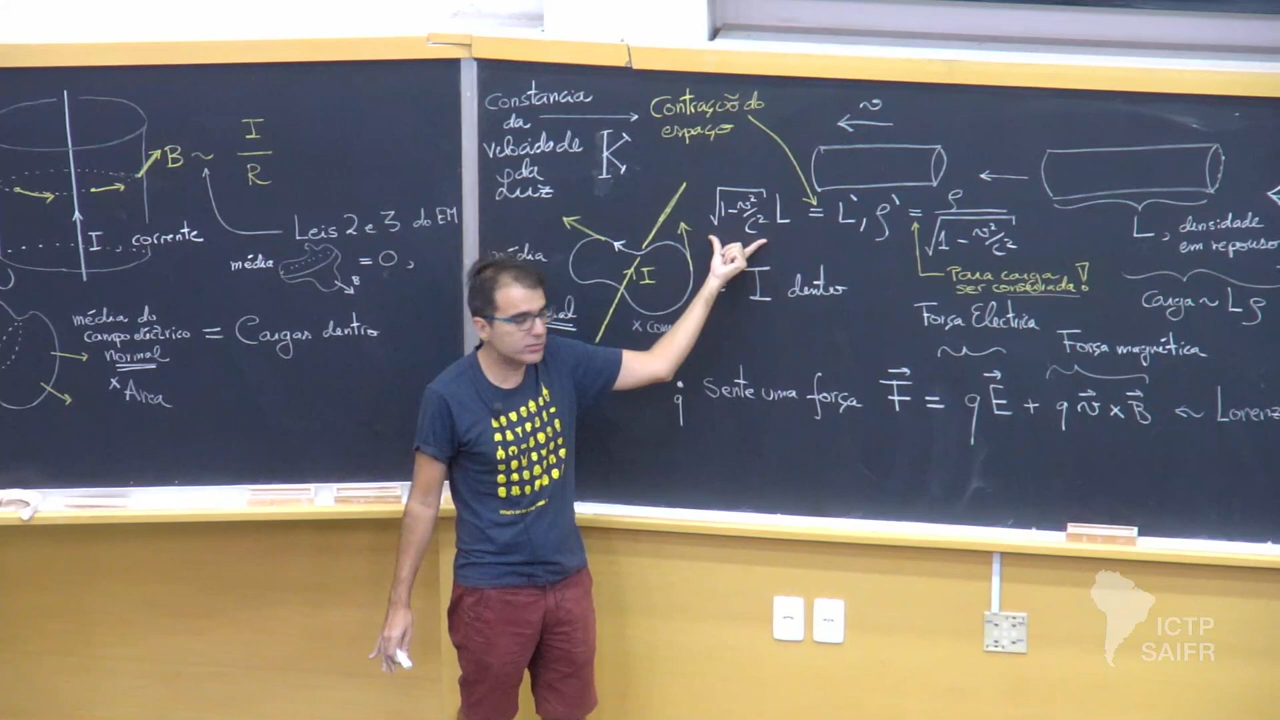 B ~ I/R
I, corrente
Leis 2 e 3 do EM
média
B
= 0,
média do
campo eléctrico
normal
x Area
= Cargas dentro
Constancia
da
velocidade
da
Luz
K
Contração do
espaço
v
√(1-v²/c²) L = L`, ρ` = ρ/√(1-v²/c²)
L, densidade
em repouso
Para carga
ser conservada!
Carga ~ Lρ
média
I
I dentro
x Com
Força Electrica
Força magnética
q sente uma força F⃗ = qE⃗ + q v⃗ x B⃗ ~ Lorenz
ICTP
SAIFR